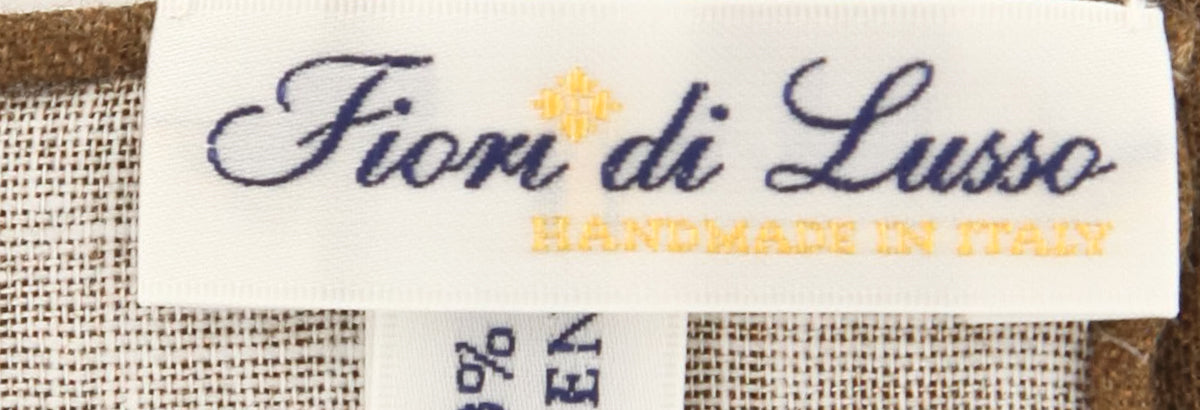 Fiori di Lusso
HANDMADE IN ITALY
%